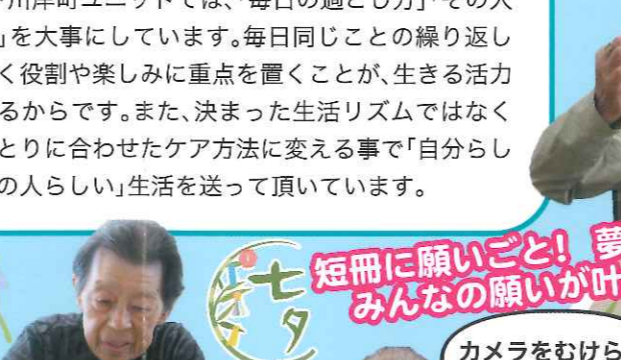 川岸町ユニットでは、「毎日の過ごし方」「その人
」を大事にしています。毎日同じことの繰り返し
く役割や楽しみに重点を置くことが、生きる活力
るからです。また、決まった生活リズムではなく
とりに合わせたケア方法に変える事で「自分らし
の人らしい」生活を送って頂いています。
七夕
短冊に願いごと! 夢
みんなの願いが叶
カメラをむけら